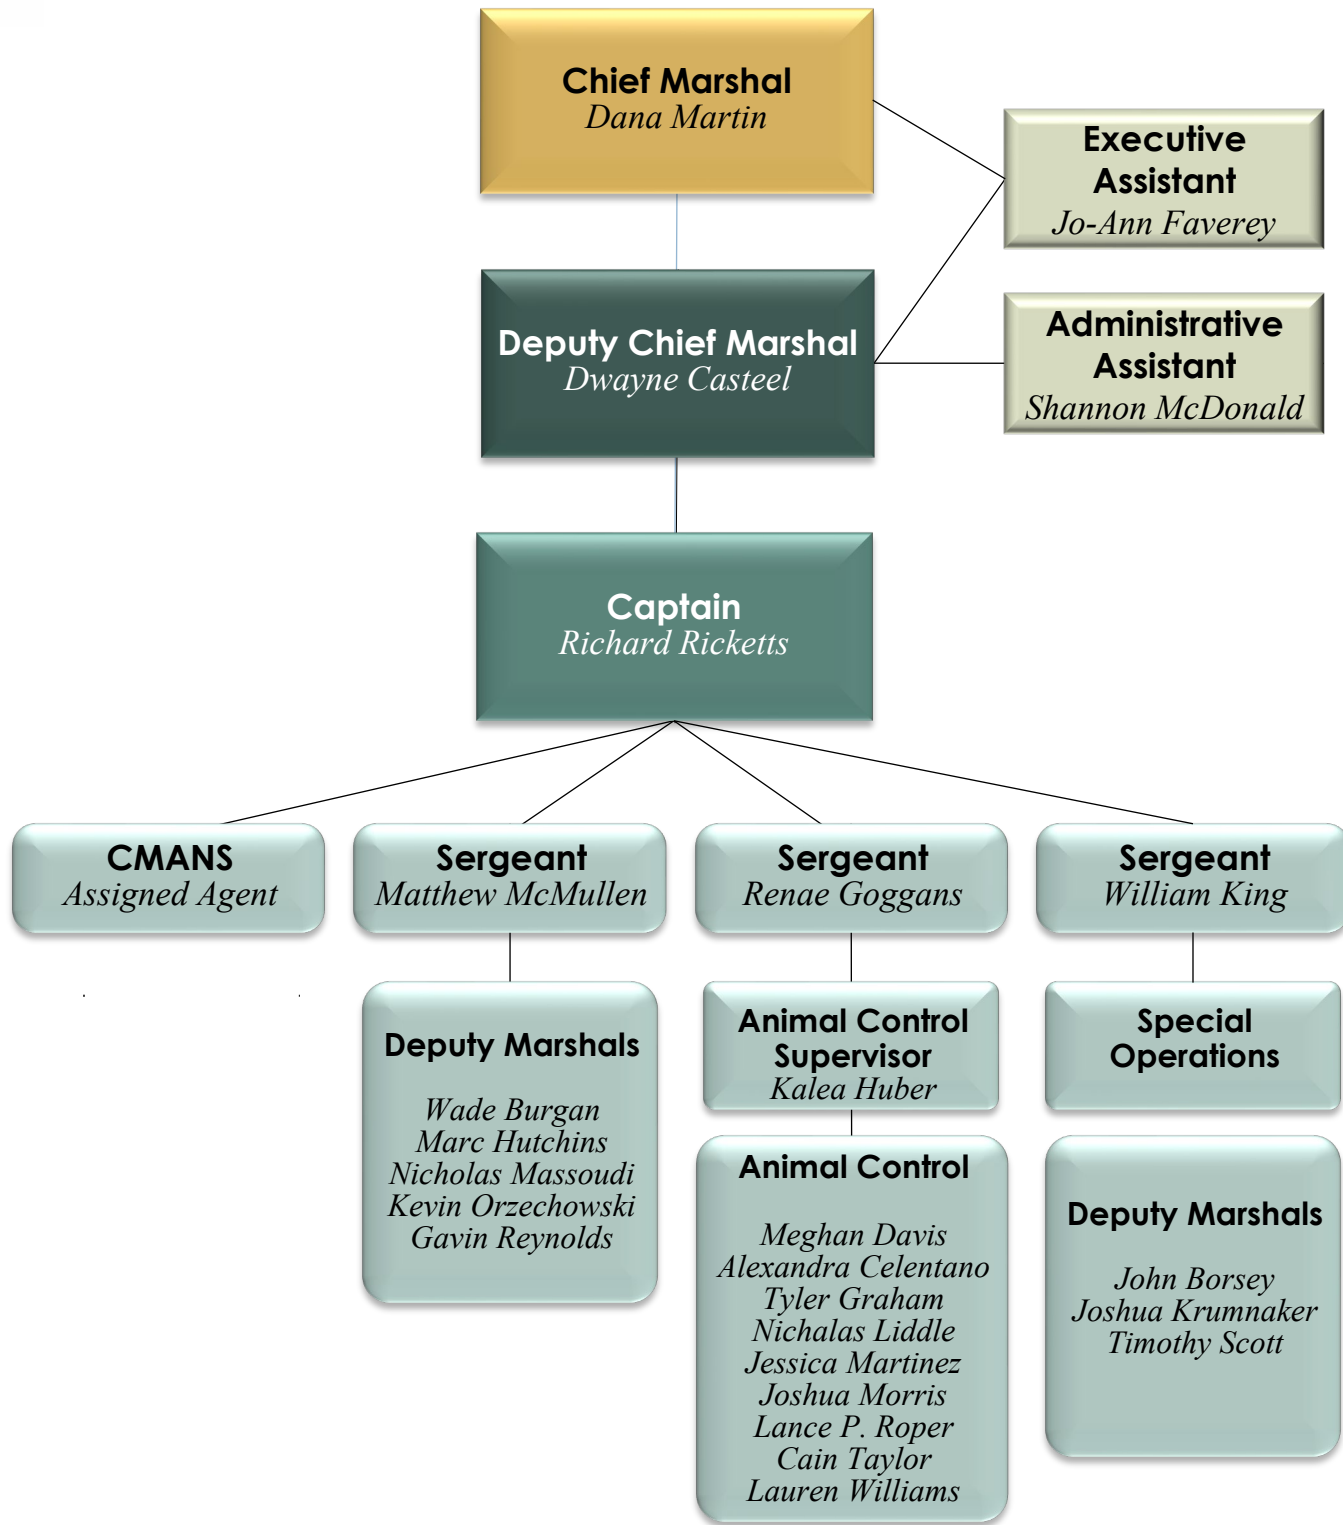 Chief Marshal
Dana Martin
Executive
Assistant
Jo-Ann Faverey
Deputy Chief Marshal
Dwayne Casteel
Administrative
Assistant
Shannon McDonald
Captain
Richard Ricketts
CMANS
Assigned Agent
Sergeant
Matthew McMullen
Sergeant
Renae Goggans
Sergeant
William King
Deputy Marshals
Wade Burgan
Marc Hutchins
Nicholas Massoudi
Kevin Orzechowski
Gavin Reynolds
Animal Control
Supervisor
Kalea Huber
Animal Control
Meghan Davis
Alexandra Celentano
Tyler Graham
Nichalas Liddle
Jessica Martinez
Joshua Morris
Lance P. Roper
Cain Taylor
Lauren Williams
Special
Operations
Deputy Marshals
John Borsey
Joshua Krumnaker
Timothy Scott